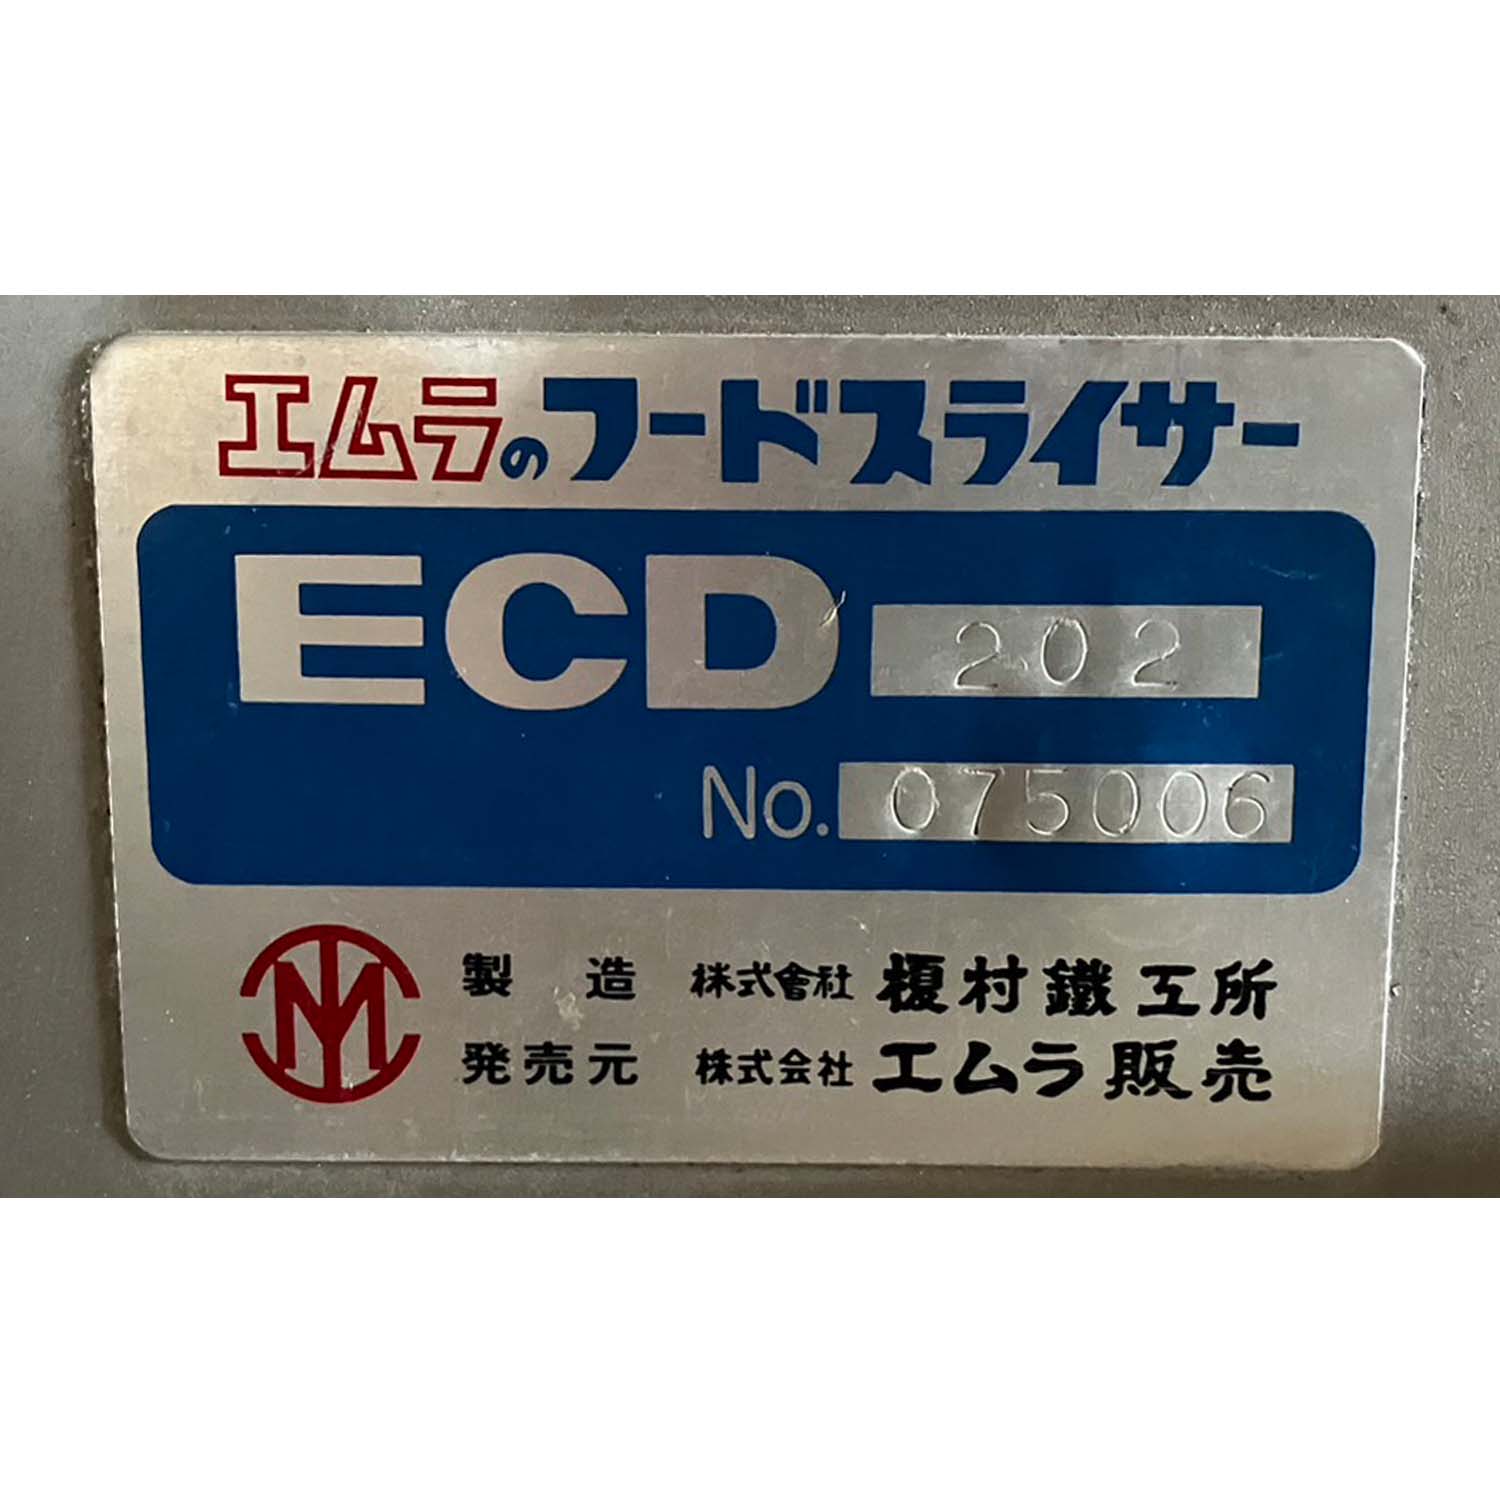 エムラのフードスライサー
ECD 202
No. 075006
製造 株式會社 榎村鐵工所
発売元 株式会社 エムラ販売